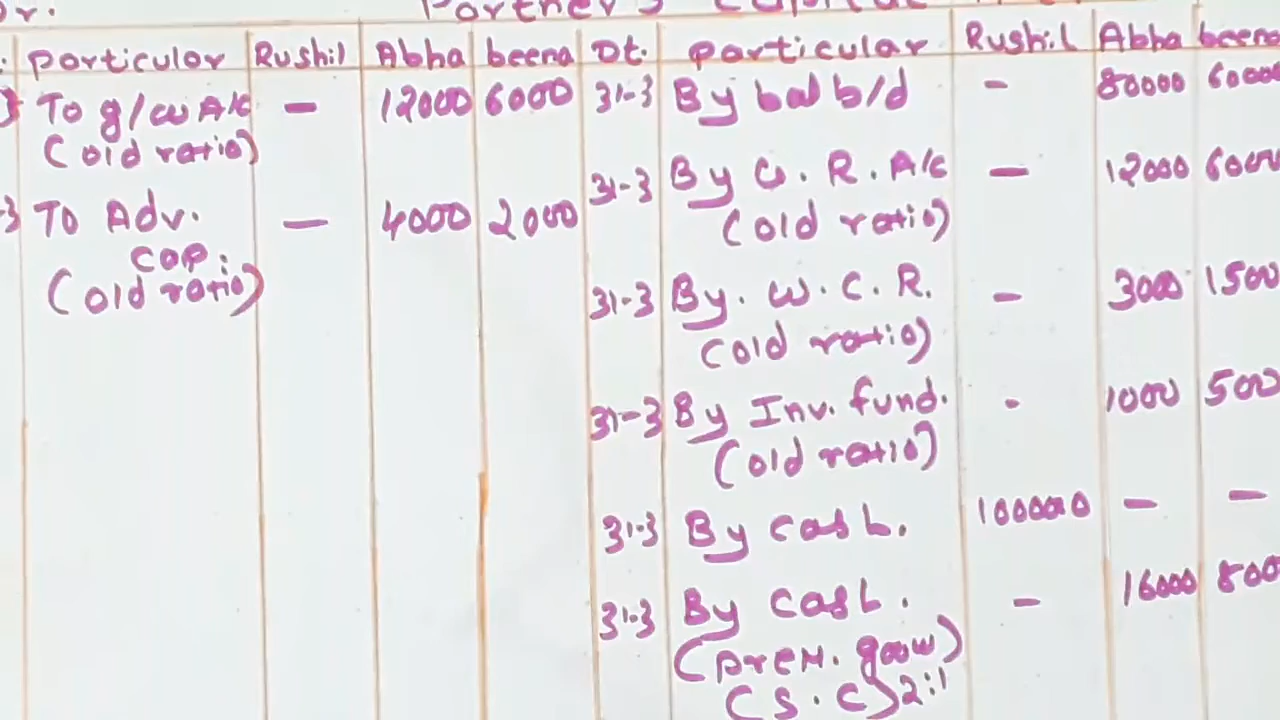 Dr. Partner's Capital
Particular Rushil Abha beena Dt. Particular Rushil Abha beena
To g/w A/c — 12000 6000 31-3 By bal b/d - 80000 60000
(old ratio)
31-3 By G. R. A/c — 12000 6000
(old ratio)
To Adv. — 4000 2000
cop.
(old ratio)
31-3 By. W. C. R. - 3000 1500
(old ratio)
31-3 By Inv. fund. - 1000 500
(old ratio)
31-3 By cash. 100000 — —
31-3 By cash. - 16000 8000
(Prem. goow)
(S. C) 2:1